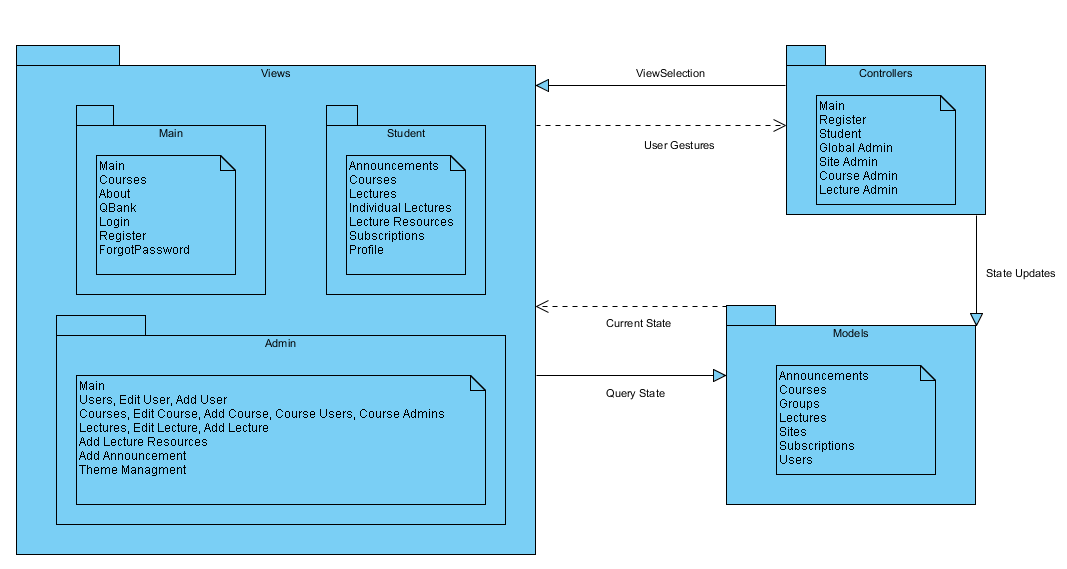 Views
Main
Main
Courses
About
QBank
Login
Register
ForgotPassword
Student
Announcements
Courses
Lectures
Individual Lectures
Lecture Resources
Subscriptions
Profile
Admin
Main
Users, Edit User, Add User
Courses, Edit Course, Add Course, Course Users, Course Admins
Lectures, Edit Lecture, Add Lecture
Add Lecture Resources
Add Announcement
Theme Managment
ViewSelection
User Gestures
Controllers
Main
Register
Student
Global Admin
Site Admin
Course Admin
Lecture Admin
State Updates
Current State
Query State
Models
Announcements
Courses
Groups
Lectures
Sites
Subscriptions
Users